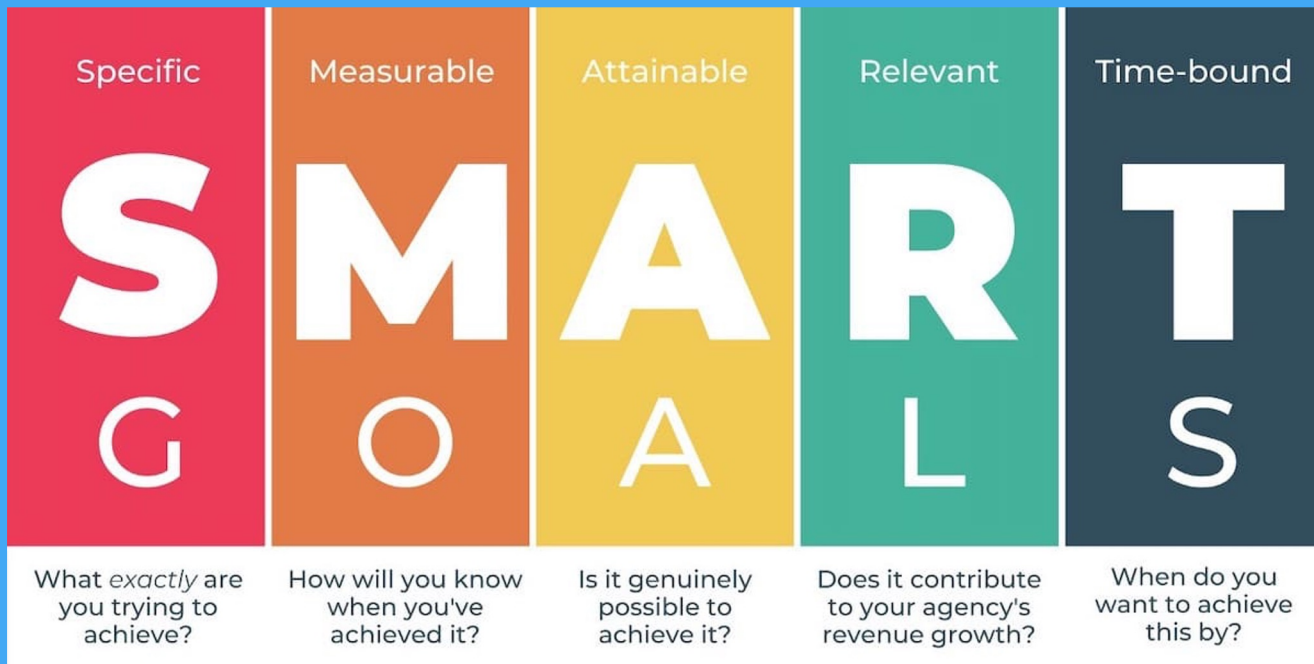 Specific Measurable Attainable Relevant Time-bound
S M A R T
G O A L S
What exactly are
you trying to
achieve?
How will you know
when you've
achieved it?
Is it genuinely
possible to
achieve it?
Does it contribute
to your agency's
revenue growth?
When do you
want to achieve
this by?